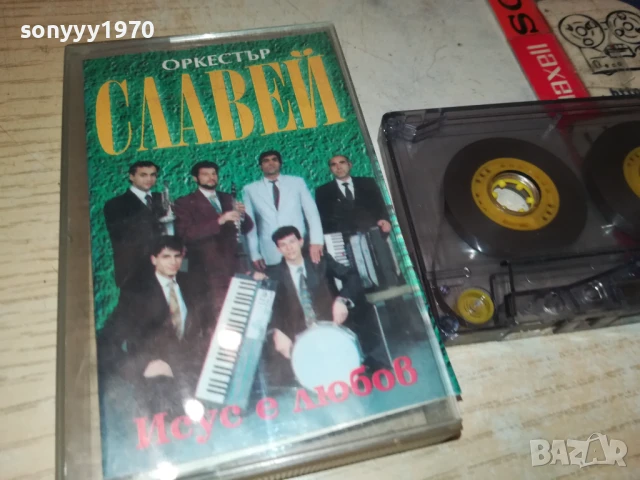 sonyyy1970
ОРКЕСТЪР
СЛАВЕЙ
Исус е любов
maxell
BAZAR